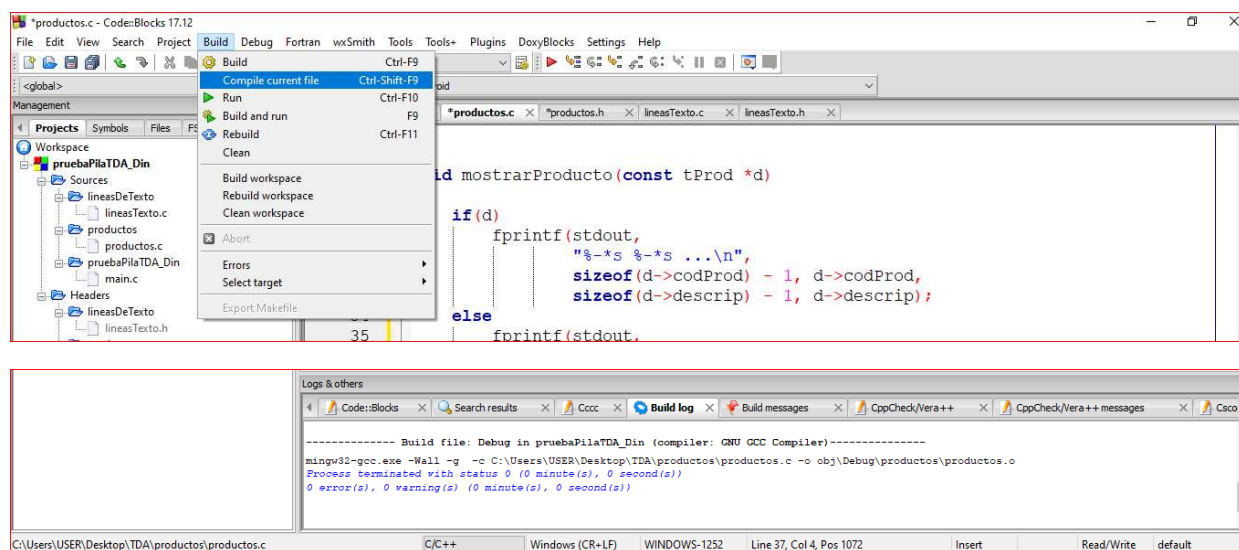 *productos.c - Code::Blocks 17.12
File Edit View Search Project Build Debug Fortran wxSmith Tools Tools+ Plugins DoxyBlocks Settings Help
Build Ctrl-F9
<global>
Compile current file Ctrl-Shift-F9
oid
Run Ctrl-F10
Management
*productos.c × *productos.h × lineasTexto.c × lineasTexto.h ×
Build and run F9
Projects Symbols Files FS
Rebuild Ctrl-F11
Workspace
Clean
pruebaPilaTDA_Din
id mostrarProducto(const tProd *d)
Sources
Build workspace
lineasDeTexto
Rebuild workspace
lineasTexto.c
Clean workspace
if(d)
productos
Abort
fprintf(stdout,
productos.c
"%-*s %-*s ...\n",
pruebaPilaTDA_Din
Errors
sizeof(d->codProd) - 1, d->codProd,
main.c
Select target
sizeof(d->descrip) - 1, d->descrip);
Headers
Export Makefile
else
lineasDeTexto
lineasTexto.h
35 fprintf(stdout,
Logs & others
Code::Blocks × Search results × Cccc × Build log × Build messages × CppCheck/Vera++ × CppCheck/Vera++ messages × Csco
-------------- Build file: Debug in pruebaPilaTDA_Din (compiler: GNU GCC Compiler)---------------
mingw32-gcc.exe -Wall -g -c C:\Users\USER\Desktop\TDA\productos\productos.c -o obj\Debug\productos\productos.o
Process terminated with status 0 (0 minute(s), 0 second(s))
0 error(s), 0 warning(s) (0 minute(s), 0 second(s))
C:\Users\USER\Desktop\TDA\productos\productos.c C/C++ Windows (CR+LF) WINDOWS-1252 Line 37, Col 4, Pos 1072 Insert Read/Write default